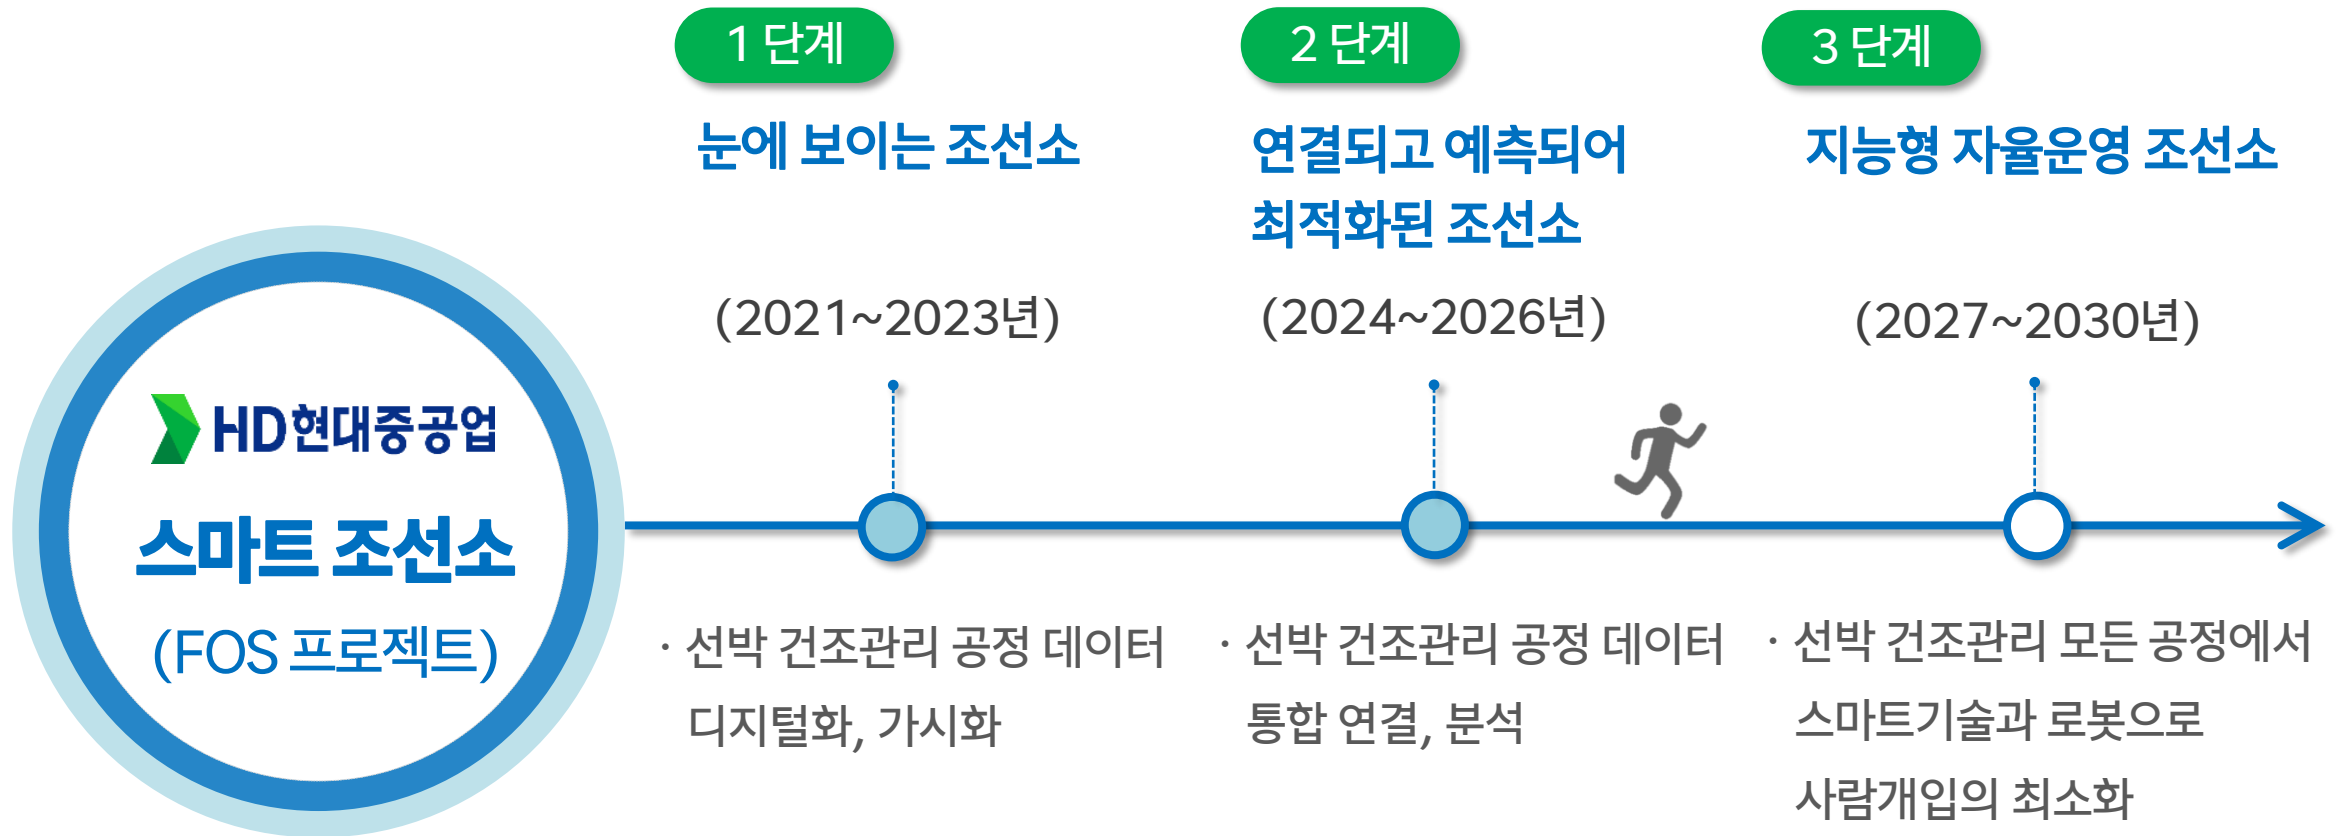 1 단계
눈에 보이는 조선소
(2021~2023년)
· 선박 건조관리 공정 데이터
디지털화, 가시화
2 단계
연결되고 예측되어
최적화된 조선소
(2024~2026년)
· 선박 건조관리 공정 데이터
통합 연결, 분석
3 단계
지능형 자율운영 조선소
(2027~2030년)
· 선박 건조관리 모든 공정에서
스마트기술과 로봇으로
사람개입의 최소화
HD현대중공업
스마트 조선소
(FOS 프로젝트)